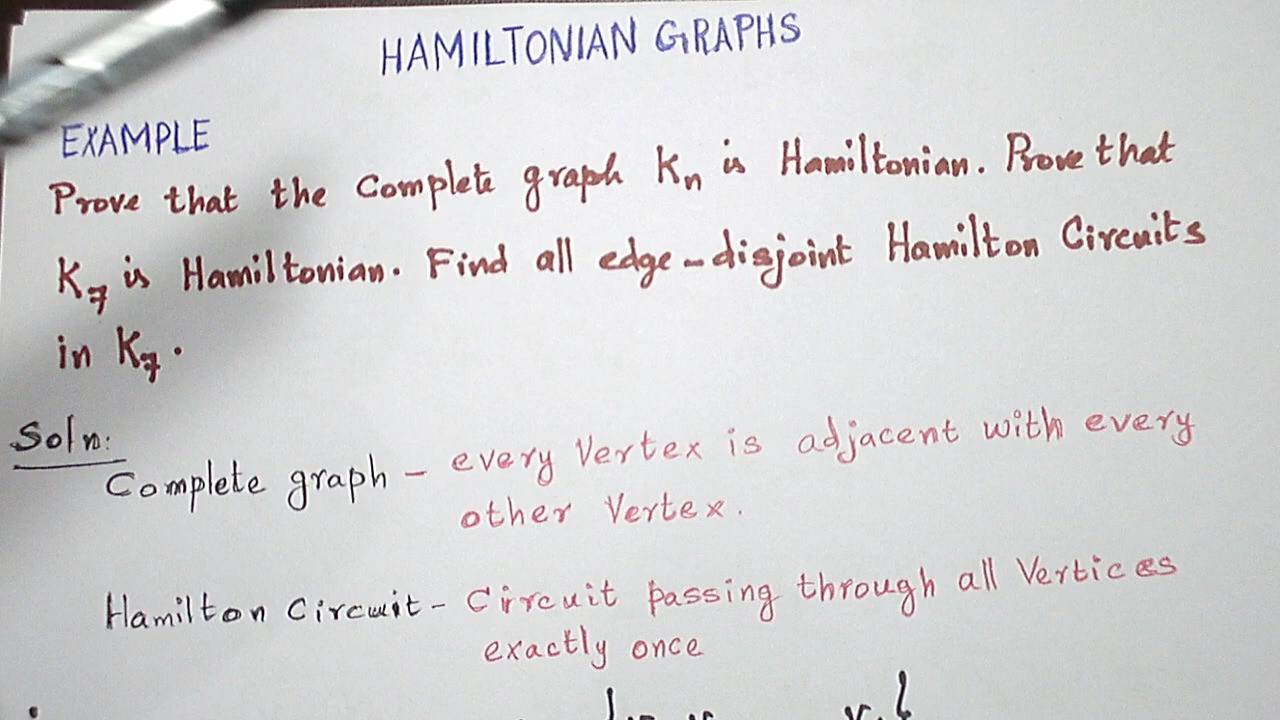 HAMILTONIAN GRAPHS
EXAMPLE
Prove that the Complete graph Kn is Hamiltonian. Prove that
K7 is Hamiltonian. Find all edge-disjoint Hamilton Circuits
in K7.
Soln:
Complete graph - every Vertex is adjacent with every
other Vertex.
Hamilton Circuit - Circuit passing through all Vertices
exactly once